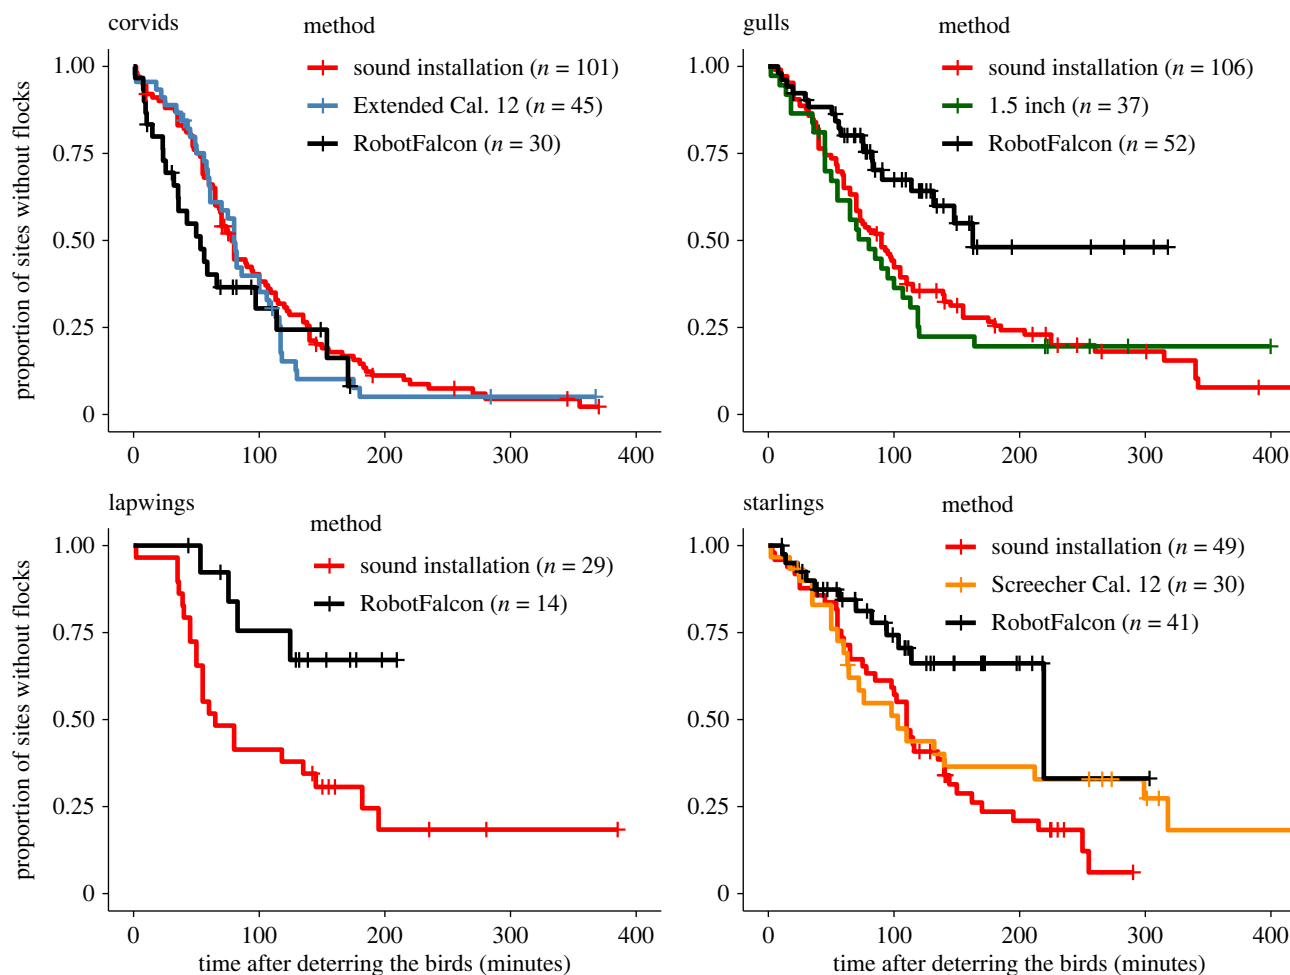 corvids
method
sound installation (n = 101)
Extended Cal. 12 (n = 45)
RobotFalcon (n = 30)
proportion of sites without flocks
1.00
0.75
0.50
0.25
0
0
100
200
300
400
gulls
method
sound installation (n = 106)
1.5 inch (n = 37)
RobotFalcon (n = 52)
1.00
0.75
0.50
0.25
0
0
100
200
300
400
lapwings
method
sound installation (n = 29)
RobotFalcon (n = 14)
proportion of sites without flocks
1.00
0.75
0.50
0.25
0
0
100
200
300
400
time after deterring the birds (minutes)
starlings
method
sound installation (n = 49)
Screecher Cal. 12 (n = 30)
RobotFalcon (n = 41)
1.00
0.75
0.50
0.25
0
0
100
200
300
400
time after deterring the birds (minutes)